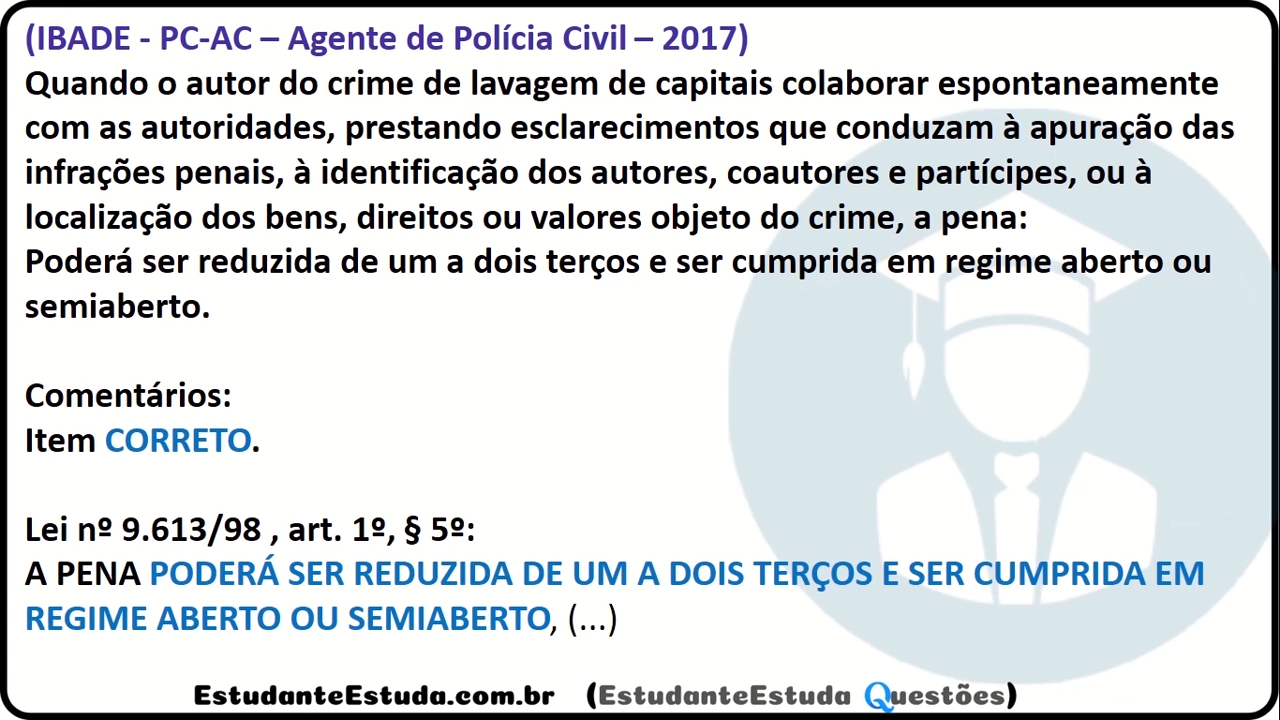 (IBADE - PC-AC – Agente de Polícia Civil – 2017)
Quando o autor do crime de lavagem de capitais colaborar espontaneamente
com as autoridades, prestando esclarecimentos que conduzam à apuração das
infrações penais, à identificação dos autores, coautores e partícipes, ou à
localização dos bens, direitos ou valores objeto do crime, a pena:
Poderá ser reduzida de um a dois terços e ser cumprida em regime aberto ou
semiaberto.
Comentários:
Item CORRETO.
Lei nº 9.613/98 , art. 1º, § 5º:
A PENA PODERÁ SER REDUZIDA DE UM A DOIS TERÇOS E SER CUMPRIDA EM
REGIME ABERTO OU SEMIABERTO, (...)
EstudanteEstuda.com.br (EstudanteEstuda Questões)